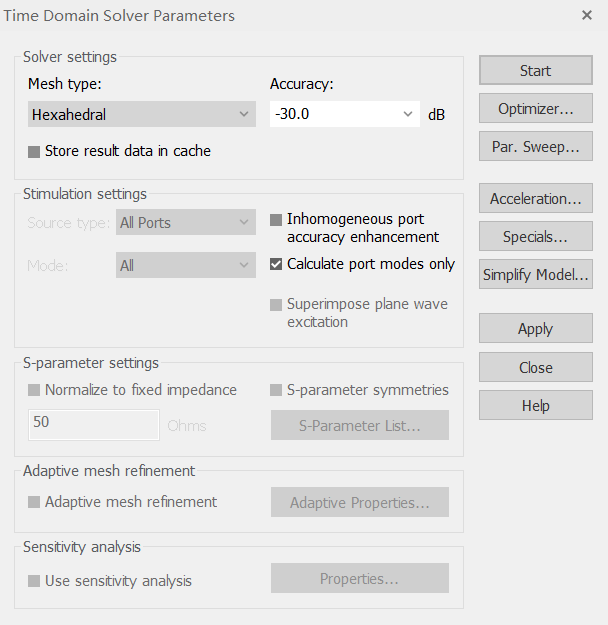 Time Domain Solver Parameters
Solver settings
Mesh type:
Accuracy:
Hexahedral
-30.0
dB
Store result data in cache
Stimulation settings
Source type:
All Ports
Inhomogeneous port
accuracy enhancement
Mode:
All
Calculate port modes only
Superimpose plane wave
excitation
S-parameter settings
Normalize to fixed impedance
S-parameter symmetries
50
Ohms
S-Parameter List...
Adaptive mesh refinement
Adaptive mesh refinement
Adaptive Properties...
Sensitivity analysis
Use sensitivity analysis
Properties...
Start
Optimizer...
Par. Sweep...
Acceleration...
Specials...
Simplify Model...
Apply
Close
Help